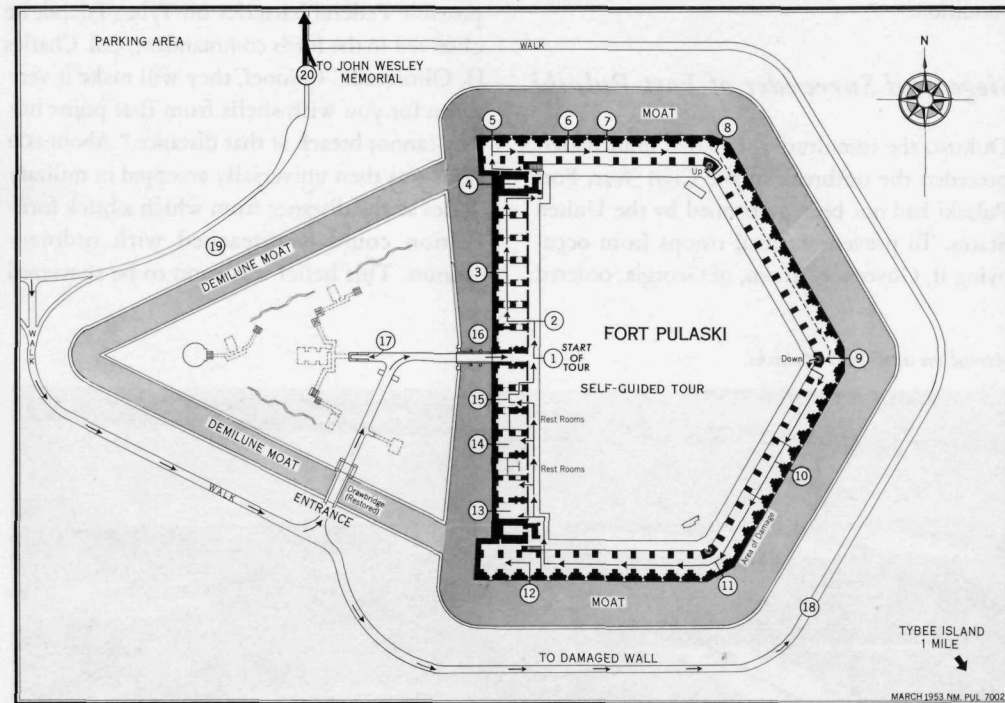 PARKING AREA
TO JOHN WESLEY
MEMORIAL
20
WALK
N
MOAT
5
6
7
8
Up
4
19
DEMILUNE MOAT
3
2
WALK
16
17
1
START
OF
TOUR
FORT PULASKI
SELF-GUIDED TOUR
Down
9
15
Rest Rooms
14
Rest Rooms
10
DEMILUNE MOAT
WALK
ENTRANCE
Drawbridge
(Restored)
13
Area of Damage
12
11
MOAT
18
TO DAMAGED WALL
TYBEE ISLAND
1 MILE
MARCH 1953 NM. PUL 7002